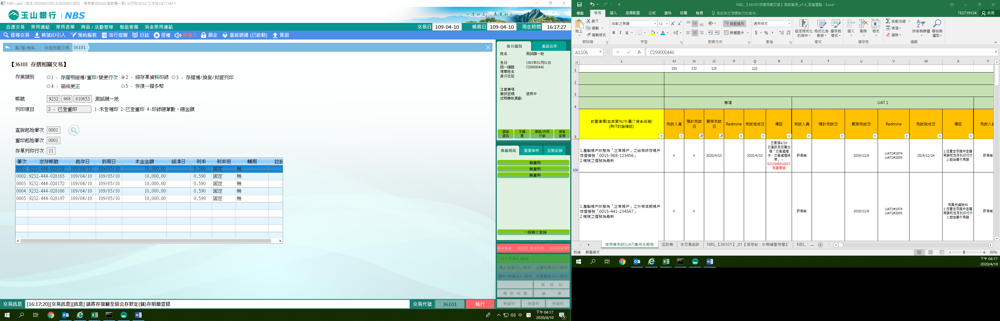 NBS-uat2 (版本:2020041002.b2020041002) 使用者:00242(測試櫃一辰) 分行別:9232 工作站:L9711A11
玉山銀行 | NBS
心清如玉。義重如山。
自選交易 常用連結 常用表單 商品 / 活動管理 智能客服 消金常用連結
交易日 109-04-10 帳務日 109-04-10 現在時間 16:17:27
搜尋交易 帳號ID引入 預約服務 蒞行提醒 日誌 授權 廣播:9 鎖定 重啟週邊 (已啟動) 簽退
單/摺(補換.. 存摺相關交易 36101
【36101 存摺相關交易】
作業類別 1 - 存摺明細補/重印/變更行次 2 - 綜存單資料印錄 3 - 存摺補/換發/封面列印
4 - 磁條更正 5 - 恢復一摺多幣
帳號 9232 968 610653 測試顏一地
列印項目 2 - 已登重印 1-未登補印 2-已登重印 4-印錄總筆數、總金額
查詢起始筆次 0001
重印起始筆次 0001
存單列印行次 11
筆次 定存帳號 起存日 到期日 本金金額 結清日 利率 利率別 轉期 註記
0001 9232-444-028158 109/04/10 109/05/10 10,000.00 0.590 固定 無
0002 9232-444-028165 109/04/10 109/05/10 10,000.00 0.590 固定 無
0003 9232-444-028172 109/04/10 109/05/10 10,000.00 0.590 固定 無
0004 9232-444-028186 109/04/10 109/05/10 10,000.00 0.590 固定 無
0005 9232-444-028197 109/04/10 109/05/10 10,000.00 0.590 固定 無
交易訊息 [16:17:20][交易訊息][訊息] 請將存摺翻至綜合存款定(儲)存明細登錄 交易代號 36101 執行
身分識別 產品往來
姓名 測試顏一地
生日 1981年01月01日
統一編號 C299000446
理專姓名
身分註記
注意事項
簡訊密碼 使用中
近期事故異動
顧客資訊 手續費 通路/共同行銷 顧客影像
推薦商品 重要事件 互動記錄
無資料
無資料
無資料
一般轉介登錄
服務號碼： 0000 等候時間： 00分00秒
ＶＩＰ:0人 00分
個人交易:0人 00分 企業交易:0人 00分
開戶/申請:0人 00分 外匯業務:0人 00分
再 呼 叫
預 約 叫 號 結 束
無資料 無資料 無資料
中
下午 04:17
2020/4/10
5
NBS_【36101存摺相關交易】測試案例_v1.4_測資盤點 - Excel
檔案 常用 插入 版面配置 公式 資料 校閱 檢視 告訴我您想要執行的動作... TEST19134 共用
貼上 剪下 複製 複製格式
微軟正黑體 12
自動換列 跨欄置中
通用格式
設定格式化的條件 格式化為表格 儲存格樣式
插入 刪除 格式
自動加總 填滿 清除
排序與篩選 尋找與選取
剪貼簿 字型 對齊方式 數值 樣式 儲存格 編輯
AL106 fx C299000446
L M N O P Q R S T U V W X Y
1 155 132 125 122
2
3
4 專項 UAT 1
5 前置準備(包含資料/外圍介接系統等)
(與IT討論確認)
測試人員 預計測試日 實際測試日 Redmine 測試完成日 備註 測試人員 預計測試日 實際測試日 Redmine 測試完成日 備註 測試人員
106
1.產製帳戶狀態為「正常帳戶」之台幣綜存帳戶
存摺帳號「0015-968-123456」
2.帳號之摺號為最新
V V 2020/4/10 2020/4/10
已寄信4/10
交易訊息反覆出
現「交易處理
中、交易處理結
束」。
9232968610653
測資壞掉
許佩瑜 2019/12/6
UAT1#1974
UAT1#2005
2019/12/24
1.反查定存歸戶金額
有誤和定存列印行次
2.起始筆次有誤
許佩瑜
1.產製帳戶狀態為「正常帳戶」之外幣活期帳戶
存摺帳號「0015-441-234567」
2.帳號之摺號為最新
V V
許佩瑜 2019/12/6
UAT1#1974
UAT1#2005
同案例編號99
1.反查定存歸戶金額
有誤和定存列印行次
2.起始筆次有誤
許佩瑜
使用者測試(UAT)案例＆報告 互助表 本交易統計 NBS_【36101】_01【活存台、外幣補登存摺】 NBS_ ...
就緒 篩選模式 80%
下午 04:17
2020/4/10